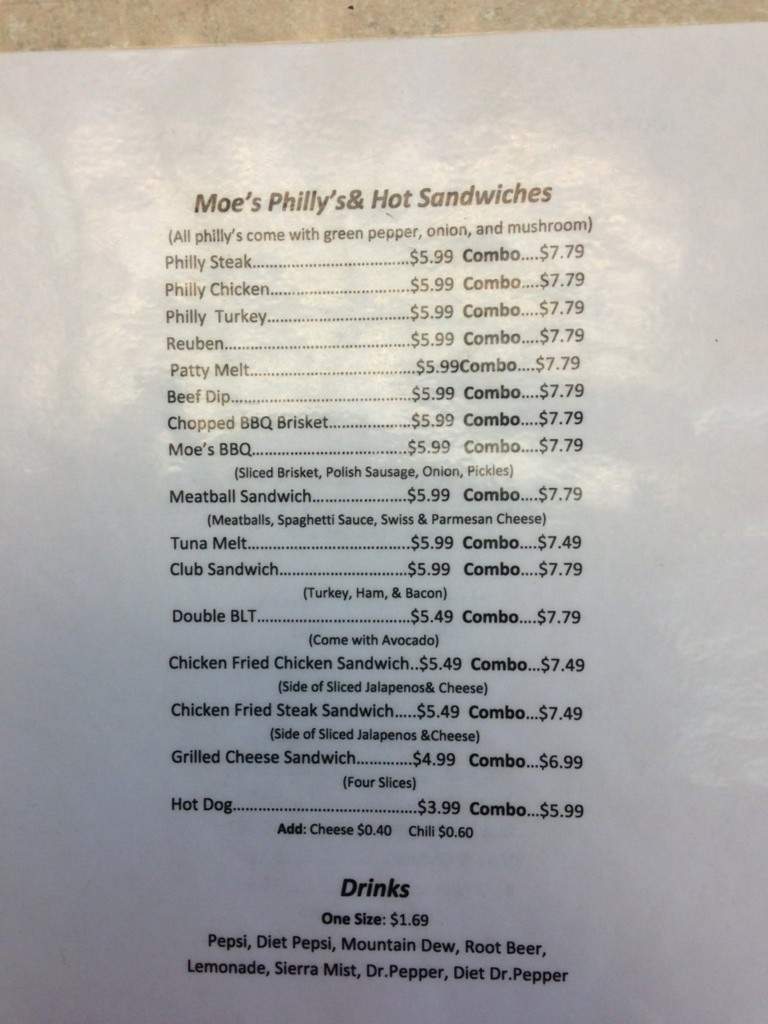 Moe's Philly's& Hot Sandwiches
(All philly's come with green pepper, onion, and mushroom)
Philly Steak................................$5.99 Combo....$7.79
Philly Chicken............................$5.99 Combo....$7.79
Philly Turkey.............................$5.99 Combo....$7.79
Reuben.....................................$5.99 Combo....$7.79
Patty Melt.................................$5.99Combo....$7.79
Beef Dip....................................$5.99 Combo....$7.79
Chopped BBQ Brisket................$5.99 Combo....$7.79
Moe's BBQ...............................$5.99 Combo....$7.79
(Sliced Brisket, Polish Sausage, Onion, Pickles)
Meatball Sandwich...................$5.99 Combo....$7.79
(Meatballs, Spaghetti Sauce, Swiss & Parmesan Cheese)
Tuna Melt.................................$5.99 Combo....$7.49
Club Sandwich..........................$5.99 Combo....$7.79
(Turkey, Ham, & Bacon)
Double BLT...............................$5.49 Combo....$7.79
(Come with Avocado)
Chicken Fried Chicken Sandwich..$5.49 Combo...$7.49
(Side of Sliced Jalapenos& Cheese)
Chicken Fried Steak Sandwich.....$5.49 Combo...$7.49
(Side of Sliced Jalapenos &Cheese)
Grilled Cheese Sandwich............$4.99 Combo...$6.99
(Four Slices)
Hot Dog.....................................$3.99 Combo...$5.99
Add: Cheese $0.40 Chili $0.60
Drinks
One Size: $1.69
Pepsi, Diet Pepsi, Mountain Dew, Root Beer,
Lemonade, Sierra Mist, Dr.Pepper, Diet Dr.Pepper